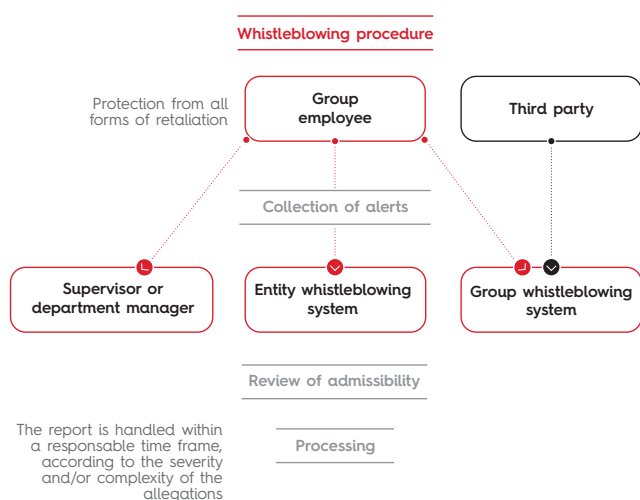 Whistleblowing procedure
Protection from all
forms of retaliation
Group
employee
Third party
Collection of alerts
Supervisor or
department manager
Entity whistleblowing
system
Group whistleblowing
system
Review of admissibility
The report is handled within
a responsable time frame,
according to the severity
and/or complexity of the
allegations
Processing